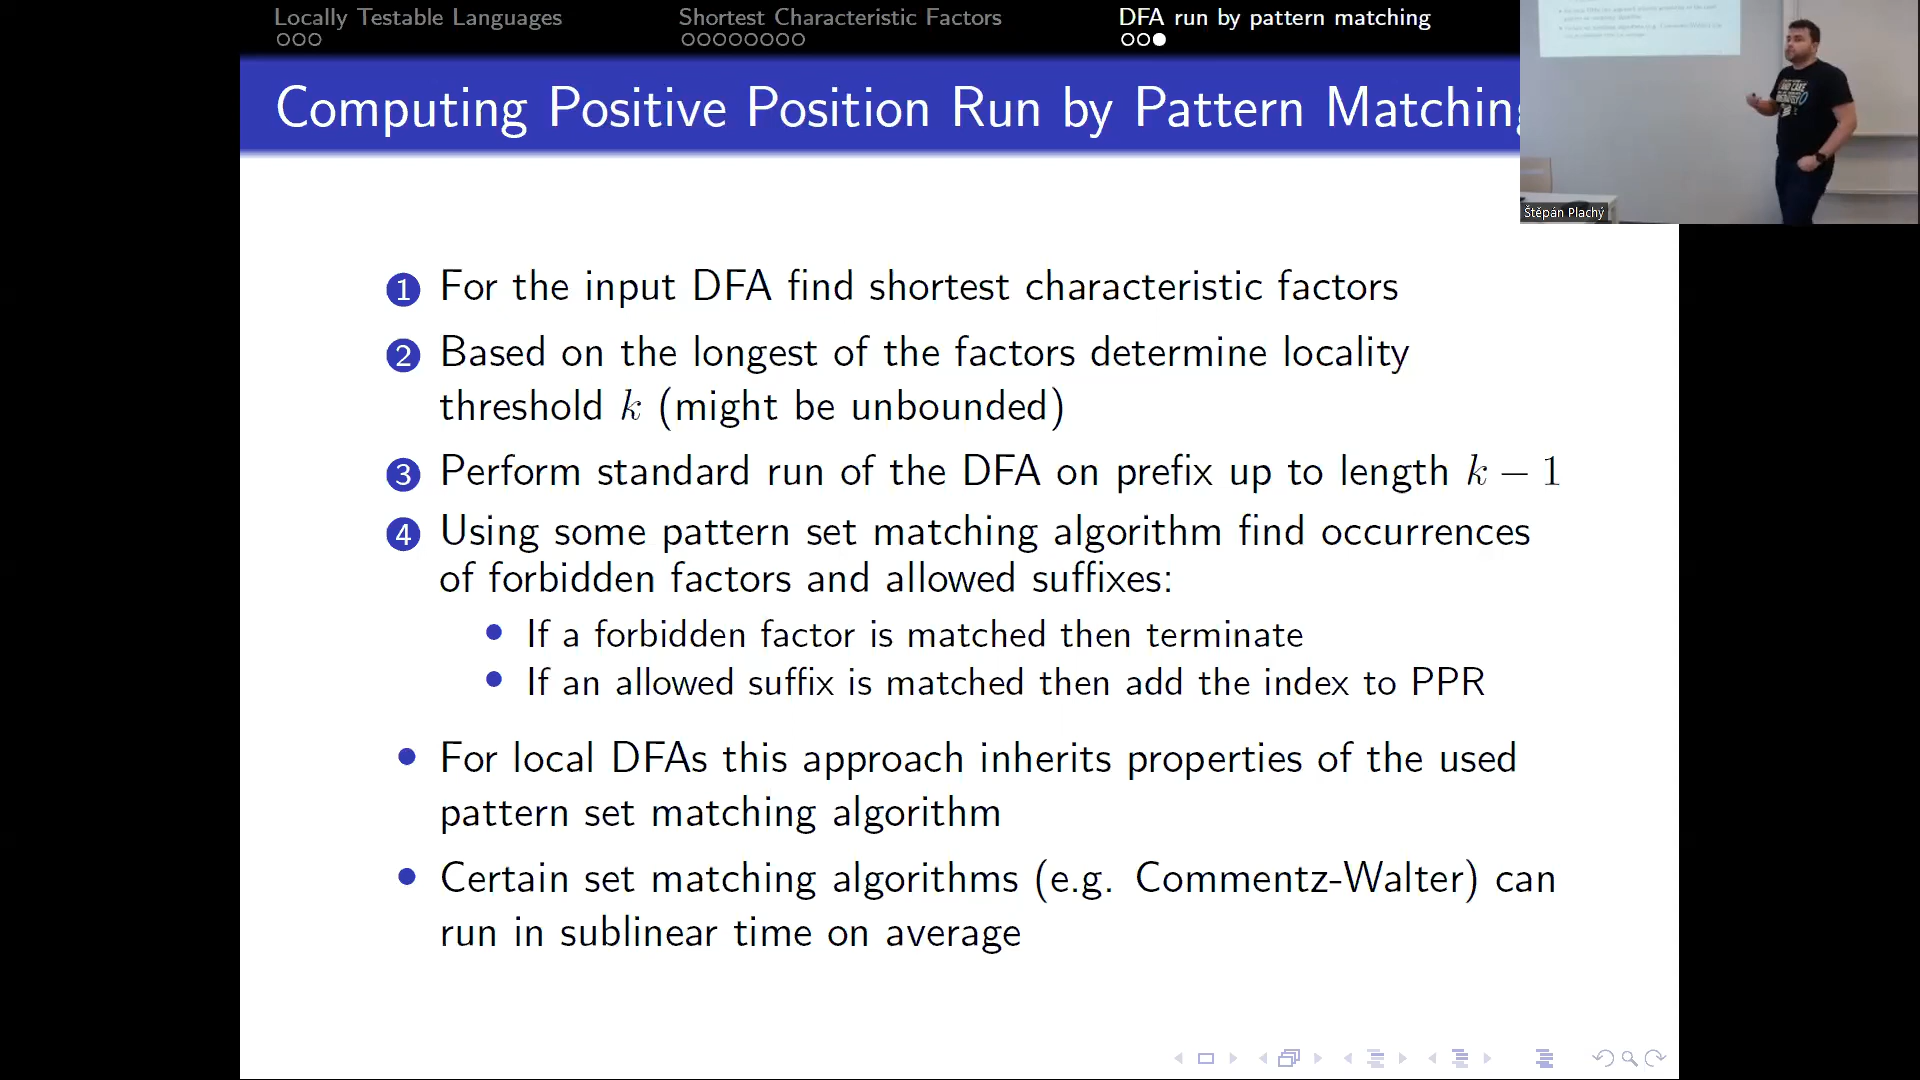 Locally Testable Languages
Shortest Characteristic Factors
DFA run by pattern matching
Computing Positive Position Run by Pattern Matching
Štěpán Plachý
1 For the input DFA find shortest characteristic factors
2 Based on the longest of the factors determine locality
threshold k (might be unbounded)
3 Perform standard run of the DFA on prefix up to length k − 1
4 Using some pattern set matching algorithm find occurrences
of forbidden factors and allowed suffixes:
• If a forbidden factor is matched then terminate
• If an allowed suffix is matched then add the index to PPR
• For local DFAs this approach inherits properties of the used
pattern set matching algorithm
• Certain set matching algorithms (e.g. Commentz-Walter) can
run in sublinear time on average